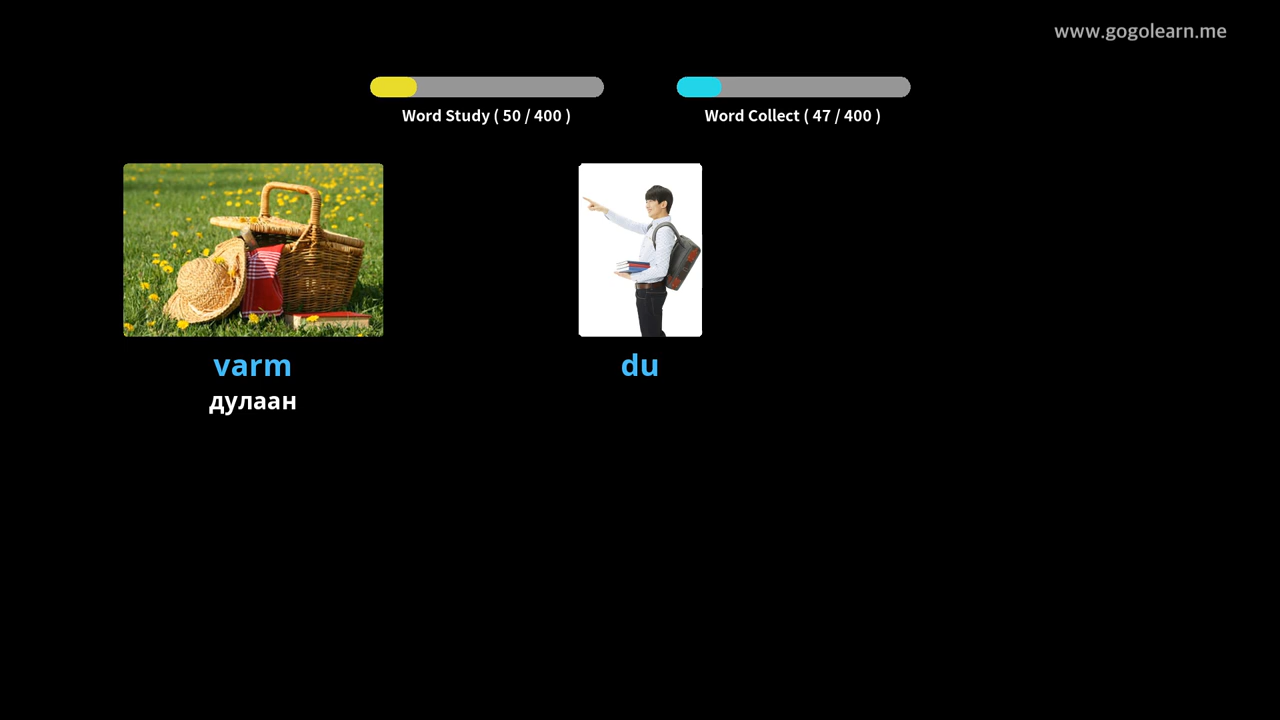 www.gogolearn.me
Word Study ( 50 / 400 )
Word Collect ( 47 / 400 )
varm
дулаан
du